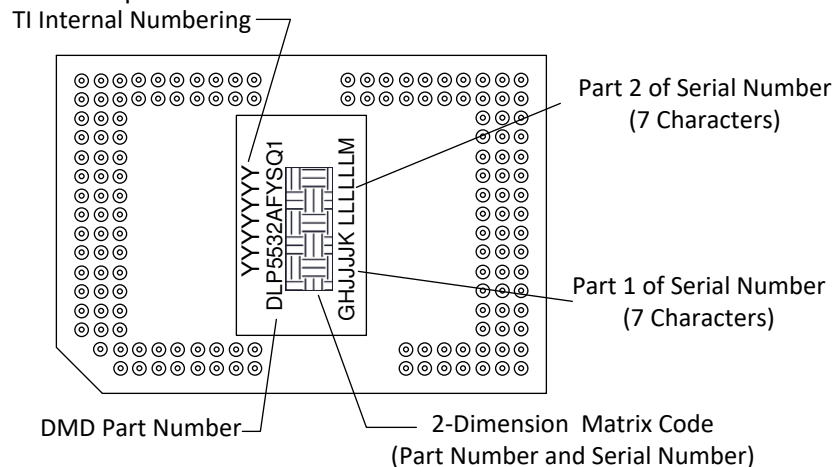 TI Internal Numbering
Part 2 of Serial Number
(7 Characters)
YYYYYYY
DLP5532AFYSQ1
GHJJJJK LLLLLLM
Part 1 of Serial Number
(7 Characters)
DMD Part Number
2-Dimension Matrix Code
(Part Number and Serial Number)